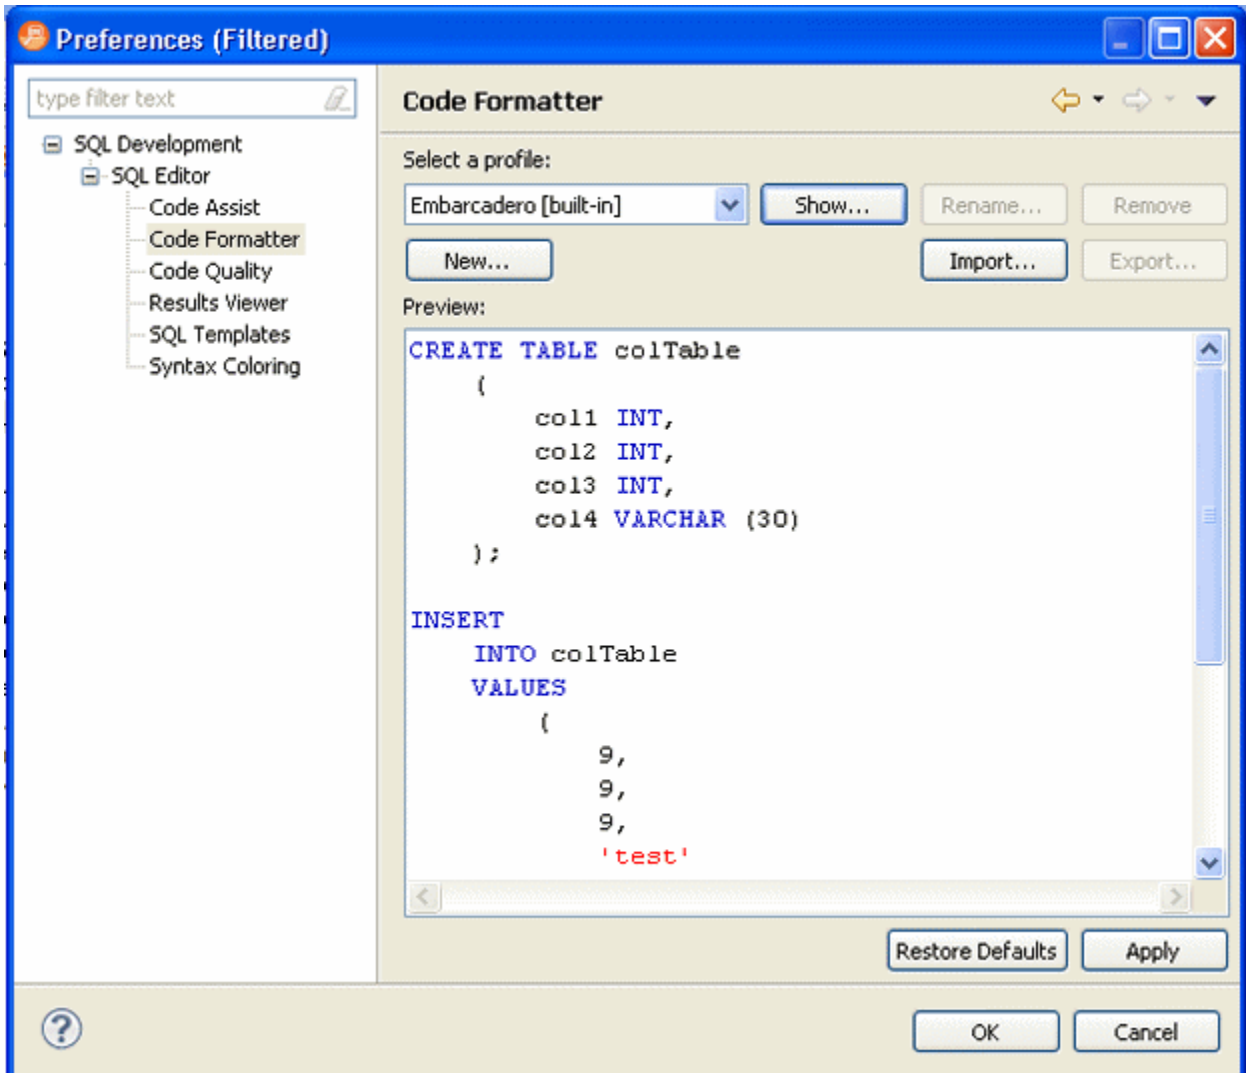 Preferences (Filtered)
type filter text
SQL Development
SQL Editor
Code Assist
Code Formatter
Code Quality
Results Viewer
SQL Templates
Syntax Coloring
Code Formatter
Select a profile:
Embarcadero [built-in] Show... Rename... Remove
New... Import... Export...
Preview:
CREATE TABLE colTable
(
col1 INT,
col2 INT,
col3 INT,
col4 VARCHAR (30)
);
INSERT
INTO colTable
VALUES
(
9,
9,
9,
'test'
Restore Defaults Apply
? OK Cancel